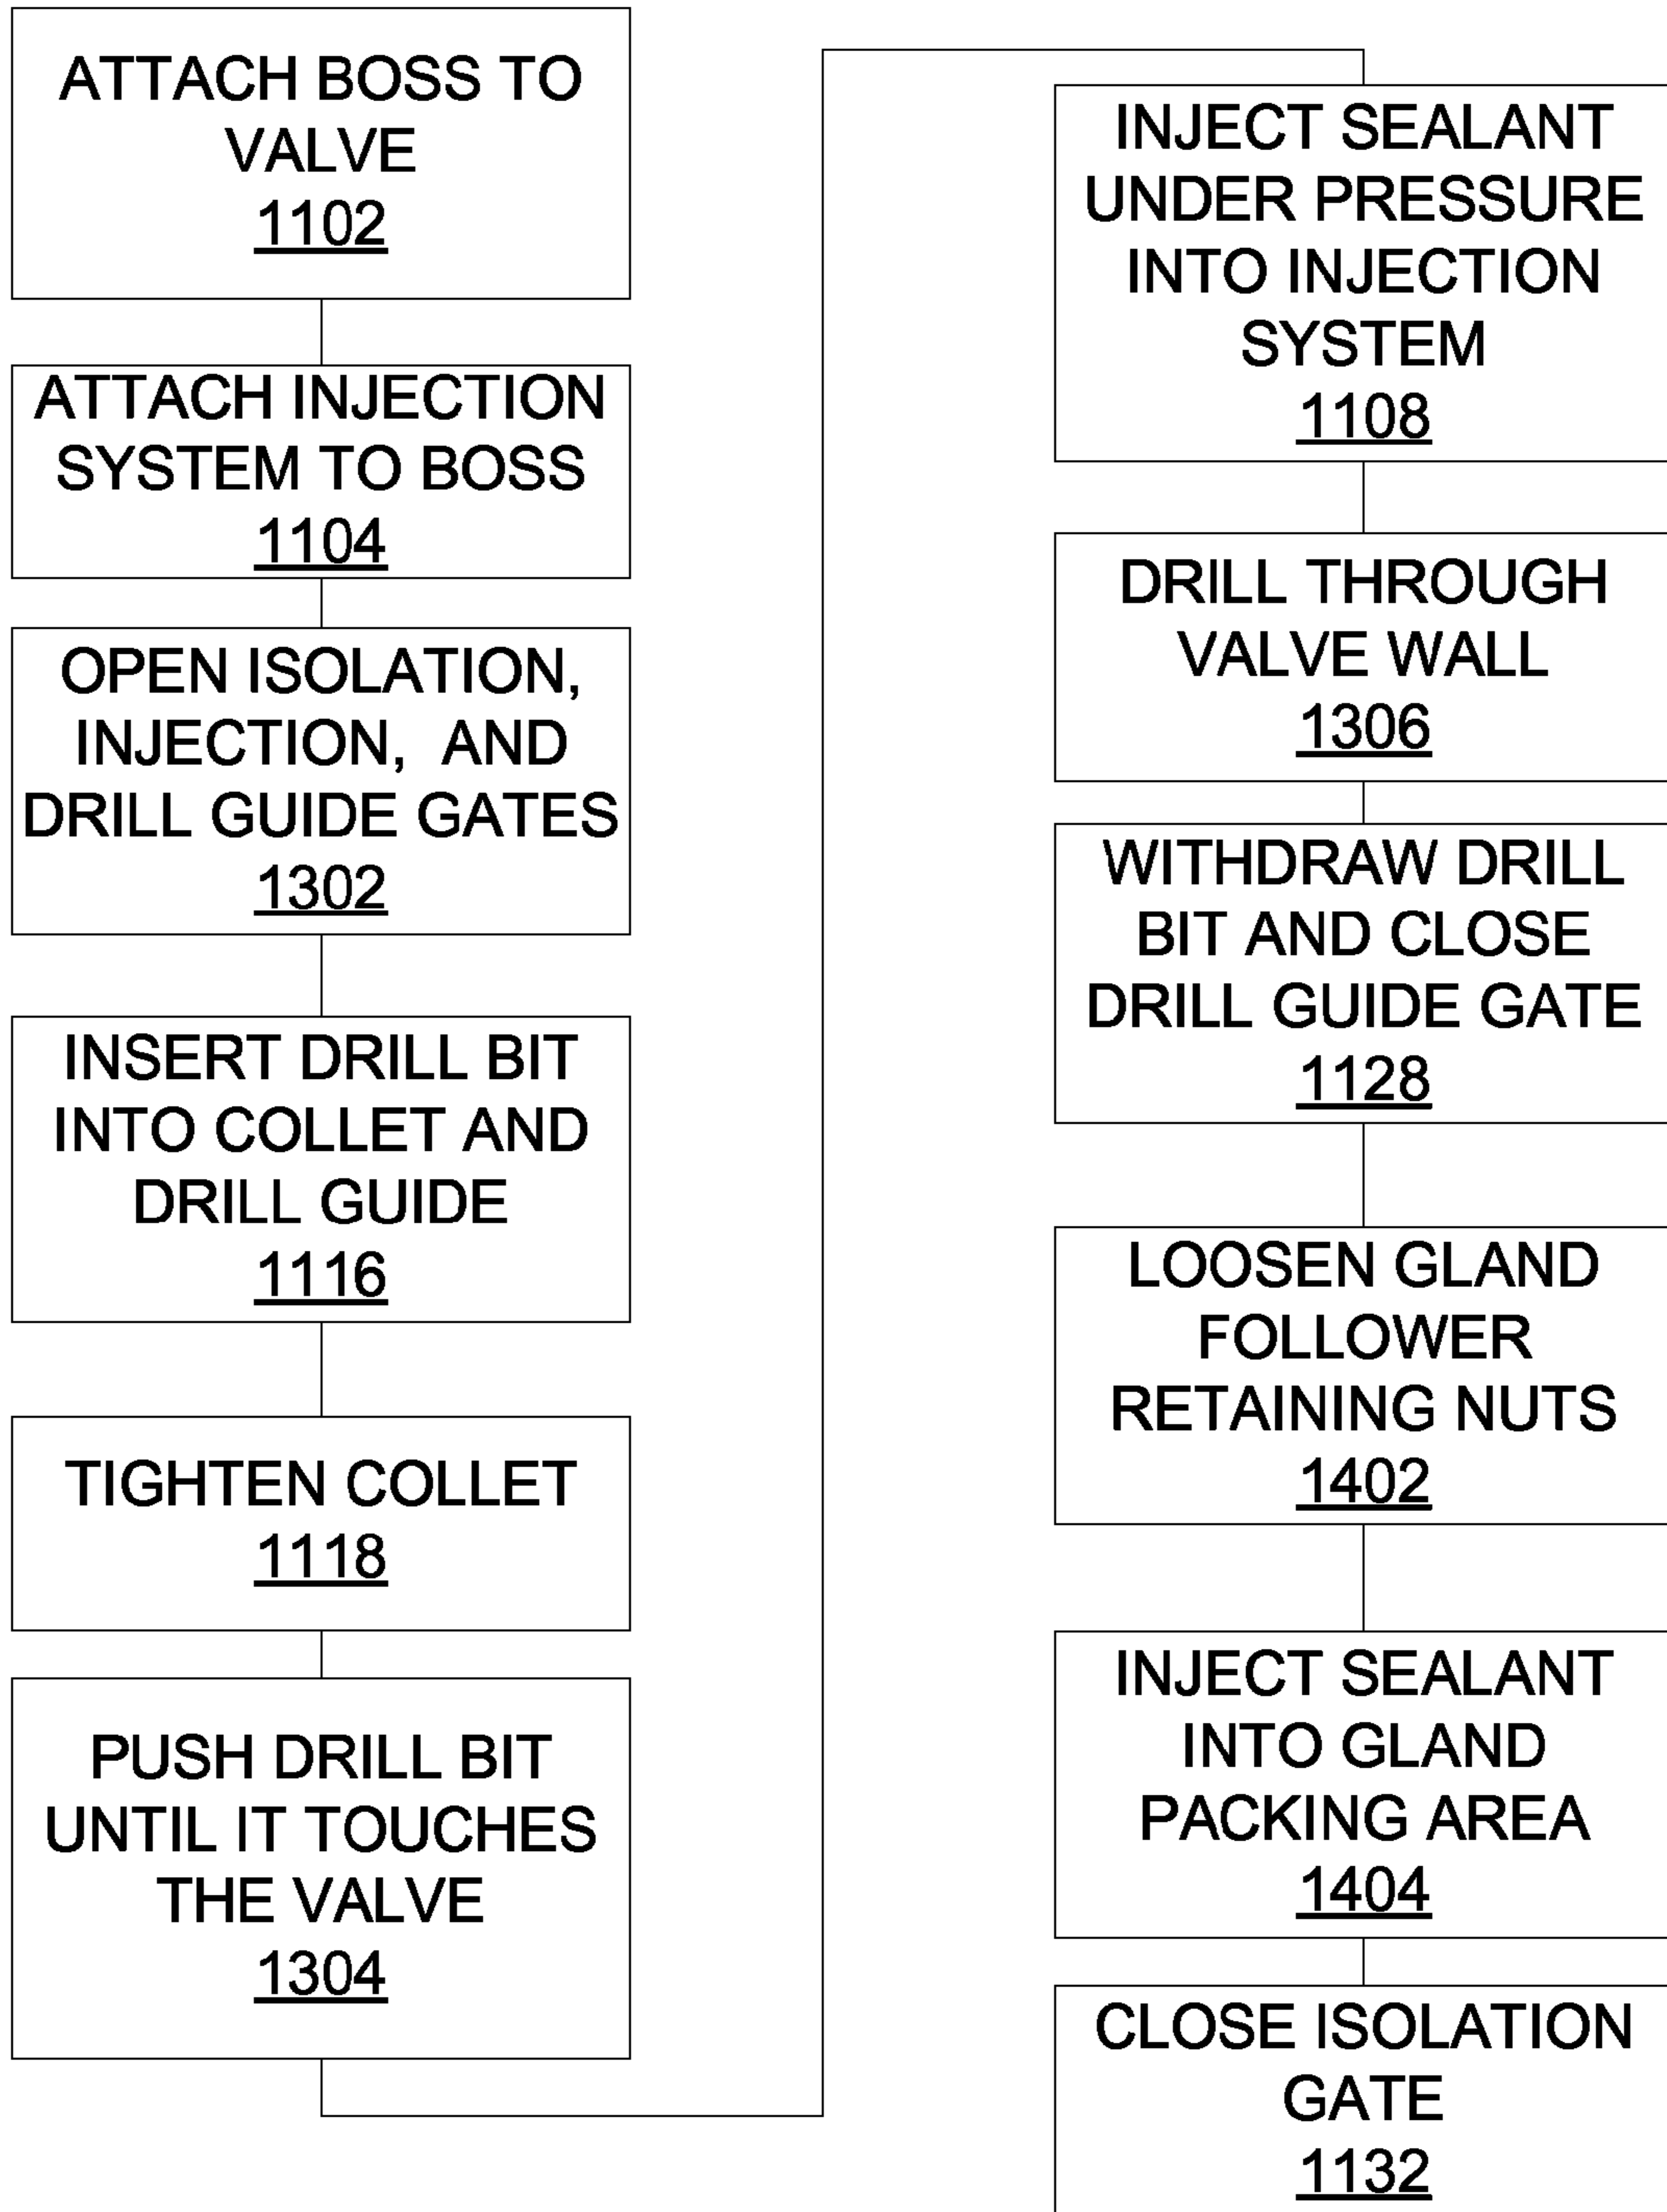 ATTACH BOSS TO
VALVE
1102
ATTACH INJECTION
SYSTEM TO BOSS
1104
OPEN ISOLATION,
INJECTION, AND
DRILL GUIDE GATES
1302
INSERT DRILL BIT
INTO COLLET AND
DRILL GUIDE
1116
TIGHTEN COLLET
1118
PUSH DRILL BIT
UNTIL IT TOUCHES
THE VALVE
1304
INJECT SEALANT
UNDER PRESSURE
INTO INJECTION
SYSTEM
1108
DRILL THROUGH
VALVE WALL
1306
WITHDRAW DRILL
BIT AND CLOSE
DRILL GUIDE GATE
1128
LOOSEN GLAND
FOLLOWER
RETAINING NUTS
1402
INJECT SEALANT
INTO GLAND
PACKING AREA
1404
CLOSE ISOLATION
GATE
1132